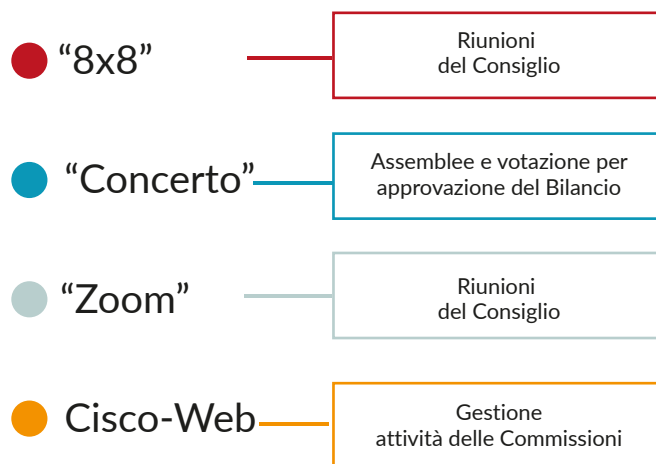 “8x8”
Riunioni
del Consiglio
“Concerto”
Assemblee e votazione per
approvazione del Bilancio
“Zoom”
Riunioni
del Consiglio
Cisco-Web
Gestione
attività delle Commissioni